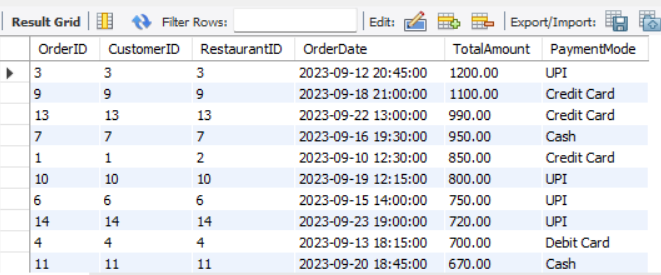 Result Grid Filter Rows: Edit: Export/Import:
OrderID CustomerID RestaurantID OrderDate TotalAmount PaymentMode
3 3 3 2023-09-12 20:45:00 1200.00 UPI
9 9 9 2023-09-18 21:00:00 1100.00 Credit Card
13 13 13 2023-09-22 13:00:00 990.00 Credit Card
7 7 7 2023-09-16 19:30:00 950.00 Cash
1 1 2 2023-09-10 12:30:00 850.00 Credit Card
10 10 10 2023-09-19 12:15:00 800.00 UPI
6 6 6 2023-09-15 14:00:00 750.00 UPI
14 14 14 2023-09-23 19:00:00 720.00 UPI
4 4 4 2023-09-13 18:15:00 700.00 Debit Card
11 11 11 2023-09-20 18:45:00 670.00 Cash